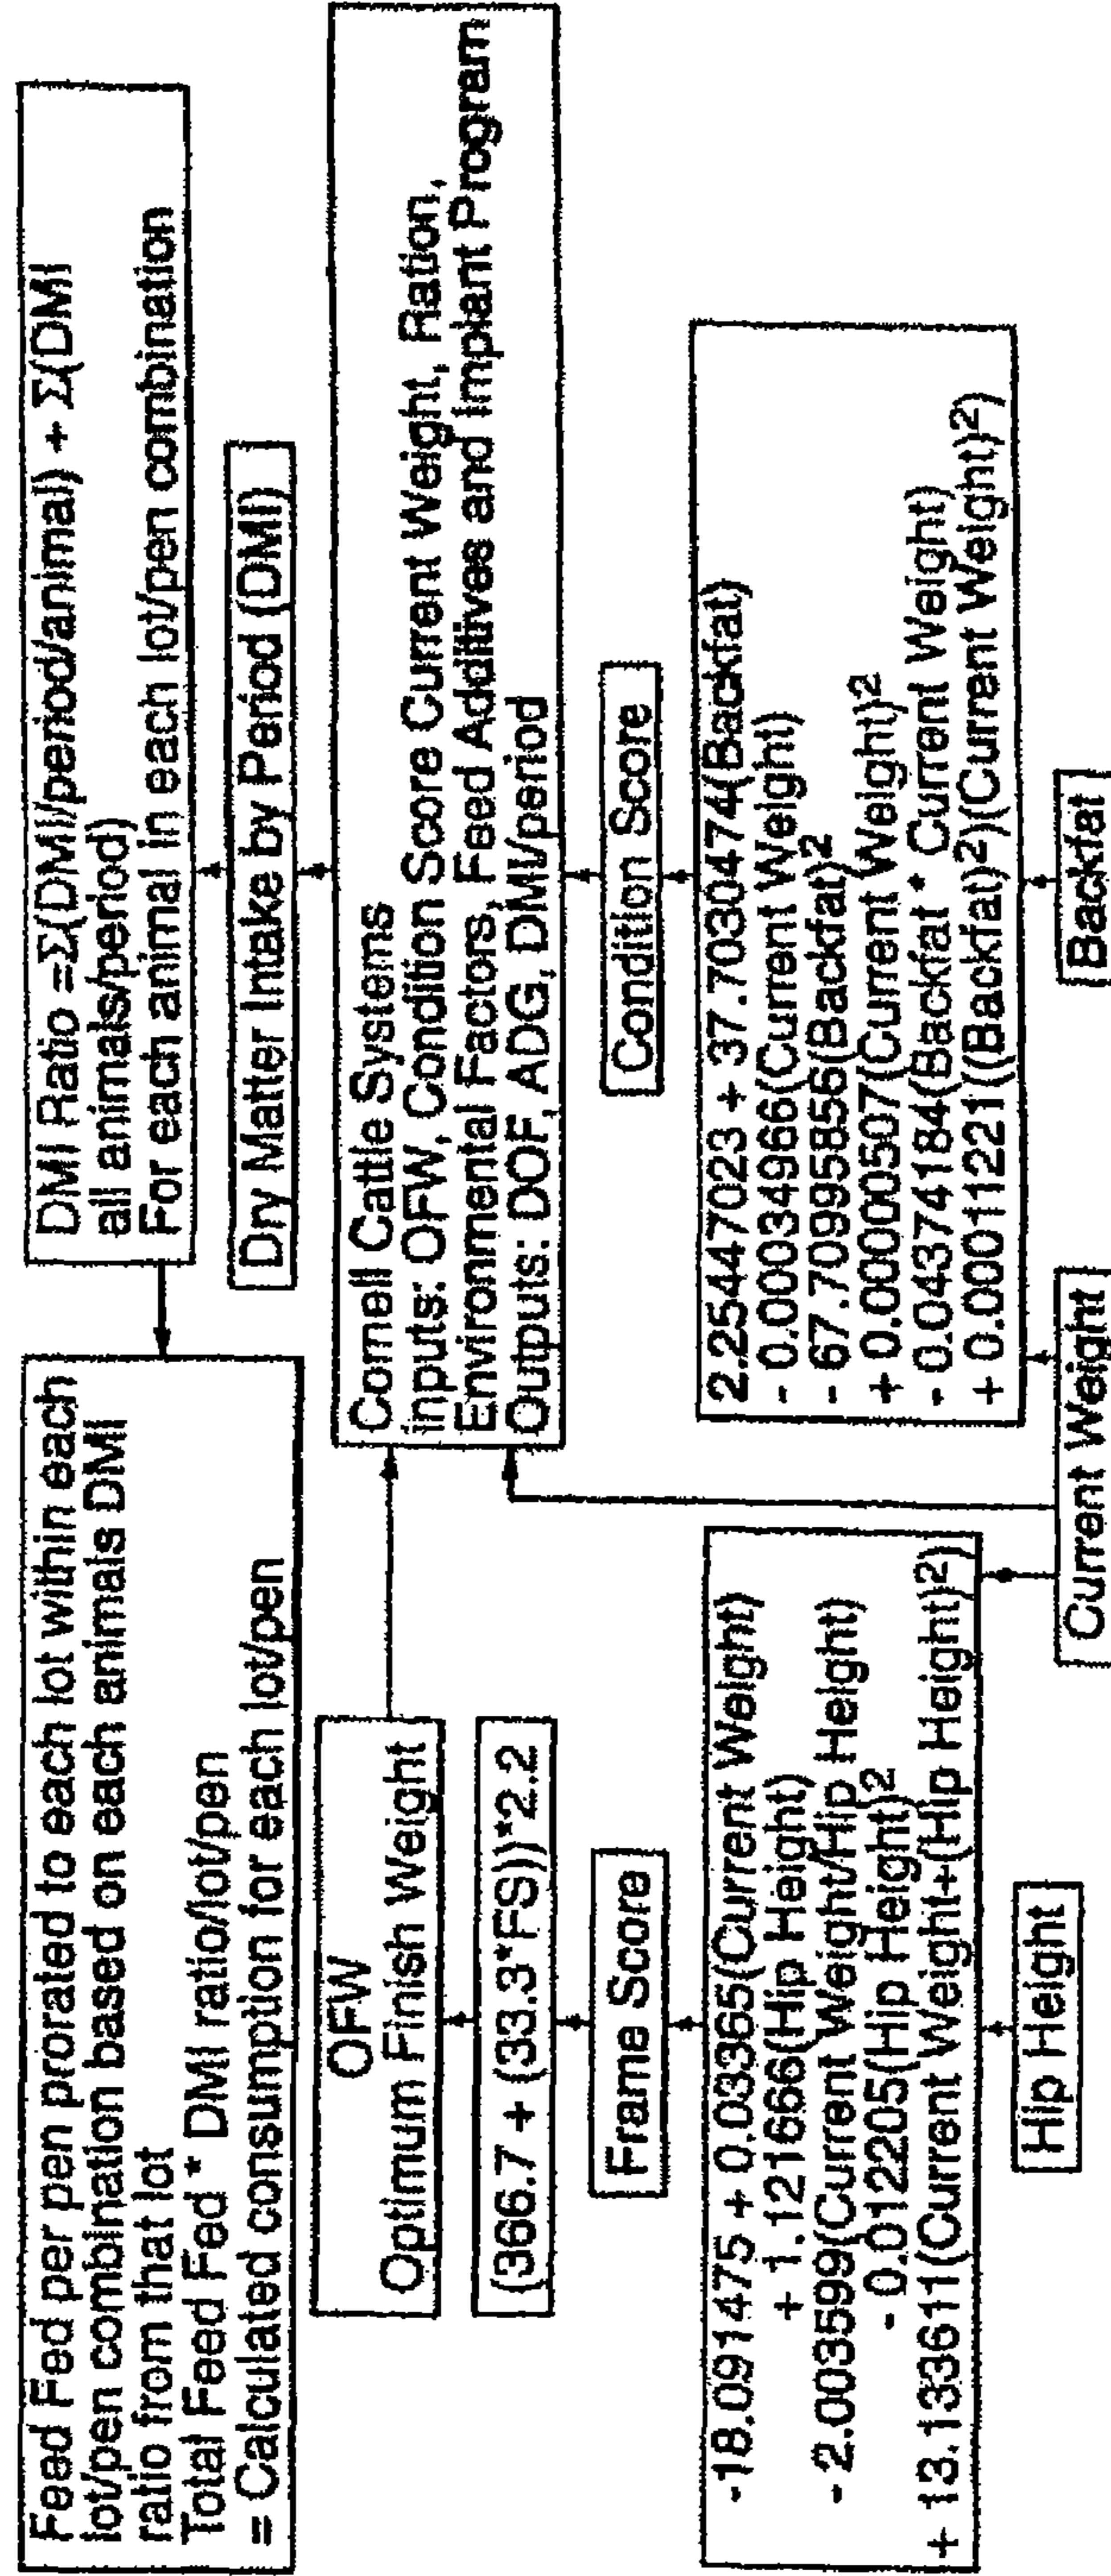 Feed Fed per pen prorated to each lot within each
lot/pen combination based on each animals DMI
ratio from that lot
Total Feed Fed * DMI ratio/lot/pen
= Calculated consumption for each lot/pen
DMI Ratio =Σ(DMI/period/animal) + Σ(DMI
all animals/period)
For each animal in each lot/pen combination
Dry Matter Intake by Period (DMI)
OFW
Optimum Finish Weight
Cornell Cattle Systems
Inputs: OFW, Condition Score Current Weight, Ration,
Environmental Factors, Feed Additives and Implant Program
Outputs: DOF, ADG, DMI/period
(366.7 + (33.3*FS))*2.2
Frame Score
Condition Score
-18.091475 + 0.03365(Current Weight)
+ 1.121666(Hip Height)
- 2.003599(Current Weight/Hip Height)
- 0.012205(Hip Height)2
+ 13.133611(Current Weight+(Hip Height)2)
2.25447023 + 37.7030474(Backfat)
- 0.00034966(Current Weight)
- 67.7099585​6(Backfat)2
+ 0.00000507(Current Weight)2
- 0.04374184(Backfat * Current Weight)
+ 0.00011221((Backfat)2)(Current Weight)2)
Hip Height
Current Weight
Backfat